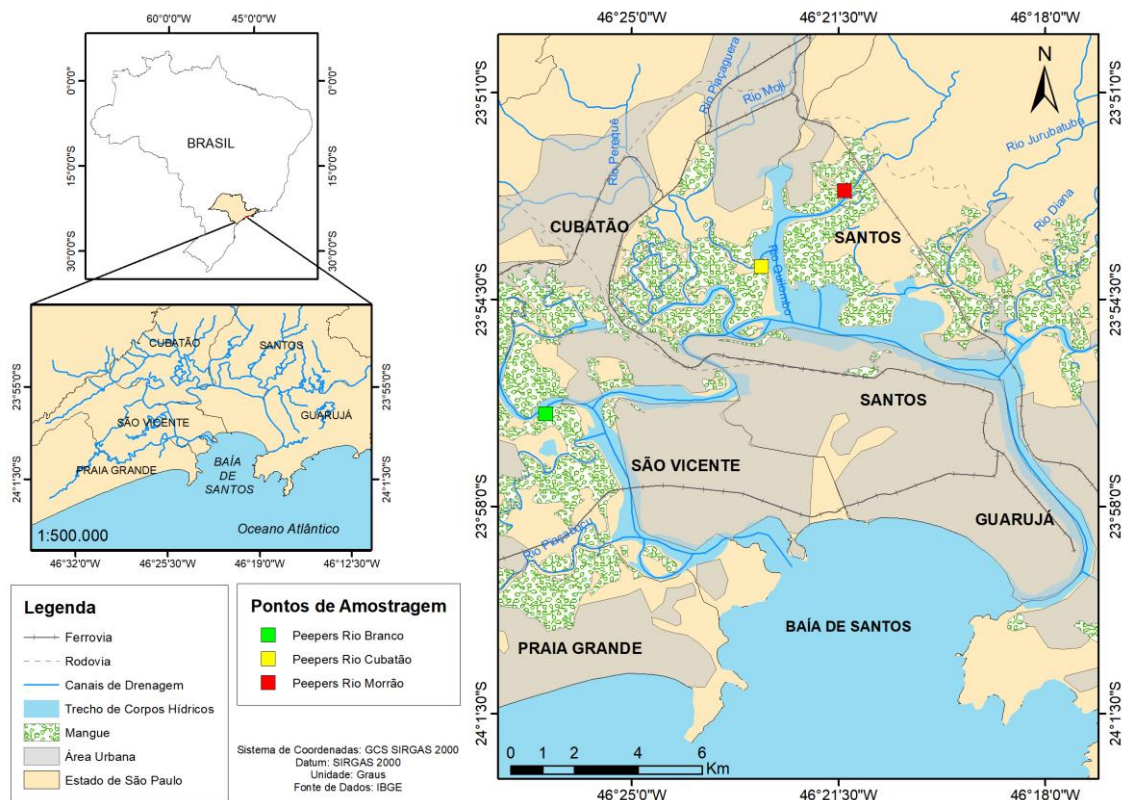 60°0'0"W
45°0'0"W
0°0'0"
0°0'0"
BRASIL
15°0'0"S
15°0'0"S
30°0'0"S
30°0'0"S
CUBATÃO
SANTOS
SÃO VICENTE
GUARUJÁ
PRAIA GRANDE
BAÍA
DE
SANTOS
Oceano Atlântico
1:500.000
23°55'0"S
24°1'30"S
46°32'0"W
46°25'30"W
46°19'0"W
46°12'30"W
Legenda
Ferrovia
Rodovia
Canais de Drenagem
Trecho de Corpos Hídricos
Mangue
Área Urbana
Estado de São Paulo
Pontos de Amostragem
Peepers Rio Branco
Peepers Rio Cubatão
Peepers Rio Morrão
Sistema de Coordenadas: GCS SIRGAS 2000
Datum: SIRGAS 2000
Unidade: Graus
Fonte de Dados: IBGE
46°25'0"W
46°21'30"W
46°18'0"W
N
23°51'0"S
23°51'0"S
Rio Piaçaguera
Rio Moji
Rio Perequê
Rio Jurubatuba
Rio Diana
CUBATÃO
SANTOS
Rio Quilombo
23°54'30"S
23°54'30"S
SANTOS
SÃO VICENTE
23°58'0"S
23°58'0"S
GUARUJÁ
Rio Piaçabuçu
BAÍA DE SANTOS
PRAIA GRANDE
24°1'30"S
24°1'30"S
0 1 2 3 4 6
Km
46°25'0"W
46°21'30"W
46°18'0"W